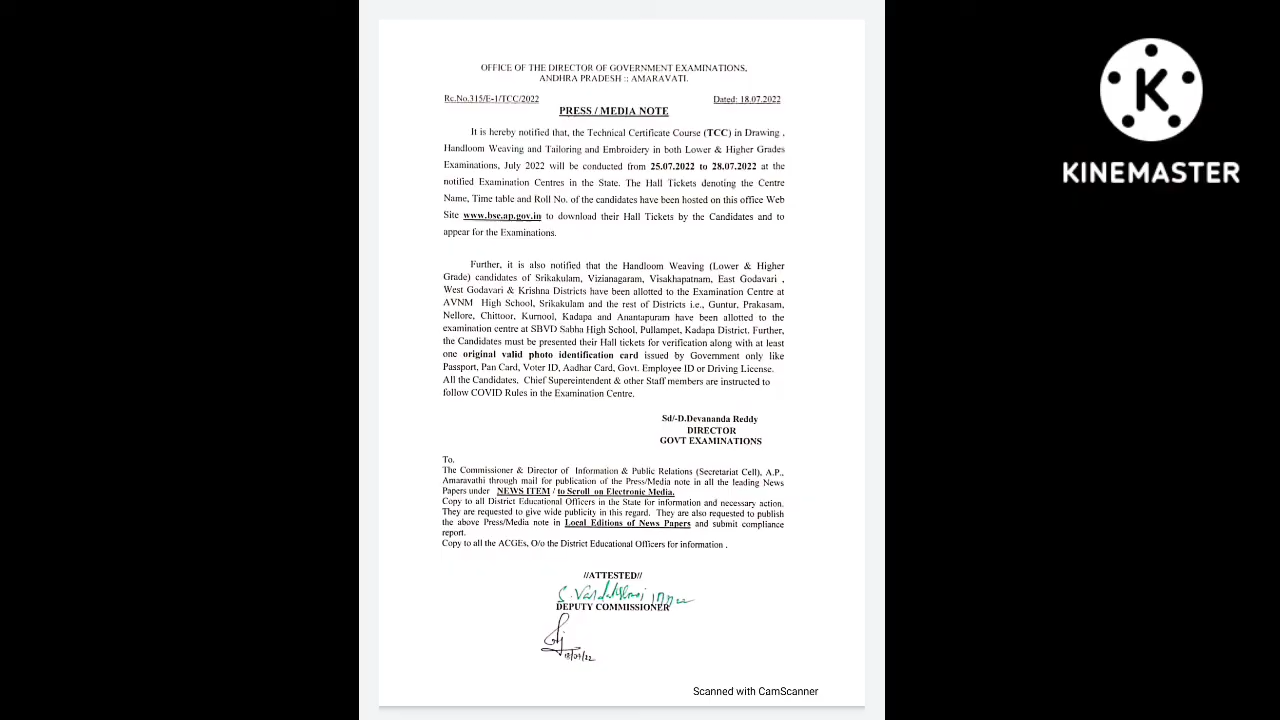 OFFICE OF THE DIRECTOR OF GOVERNMENT EXAMINATIONS,
ANDHRA PRADESH :: AMARAVATI.
Rc.No.315/E-1/TCC/2022 Dated: 18.07.2022
PRESS / MEDIA NOTE
It is hereby notified that, the Technical Certificate Course (TCC) in Drawing ,
Handloom Weaving and Tailoring and Embroidery in both Lower & Higher Grades
Examinations, July 2022 will be conducted from 25.07.2022 to 28.07.2022 at the
notified Examination Centres in the State. The Hall Tickets denoting the Centre
Name, Time table and Roll No. of the candidates have been hosted on this office Web
Site www.bse.ap.gov.in to download their Hall Tickets by the Candidates and to
appear for the Examinations.
Further, it is also notified that the Handloom Weaving (Lower & Higher
Grade) candidates of Srikakulam, Vizianagaram, Visakhapatnam, East Godavari ,
West Godavari & Krishna Districts have been allotted to the Examination Centre at
AVNM High School, Srikakulam and the rest of Districts i.e., Guntur, Prakasam,
Nellore, Chittoor, Kurnool, Kadapa and Anantapuram have been allotted to the
examination centre at SBVD Sabha High School, Pullampet, Kadapa District. Further,
the Candidates must be presented their Hall tickets for verification along with at least
one original valid photo identification card issued by Government only like
Passport, Pan Card, Voter ID, Aadhar Card, Govt. Employee ID or Driving License.
All the Candidates, Chief Supereintendent & other Staff members are instructed to
follow COVID Rules in the Examination Centre.
Sd/-D.Devananda Reddy
DIRECTOR
GOVT EXAMINATIONS
To.
The Commissioner & Director of Information & Public Relations (Secretariat Cell), A.P.,
Amaravathi through mail for publication of the Press/Media note in all the leading News
Papers under NEWS ITEM / to Scroll on Electronic Media.
Copy to all District Educational Officers in the State for information and necessary action.
They are requested to give wide publicity in this regard. They are also requested to publish
the above Press/Media note in Local Editions of News Papers and submit compliance
report.
Copy to all the ACGEs, O/o the District Educational Officers for information .
//ATTESTED//
DEPUTY COMMISSIONER
18/07/22
Scanned with CamScanner
K
KINEMASTER